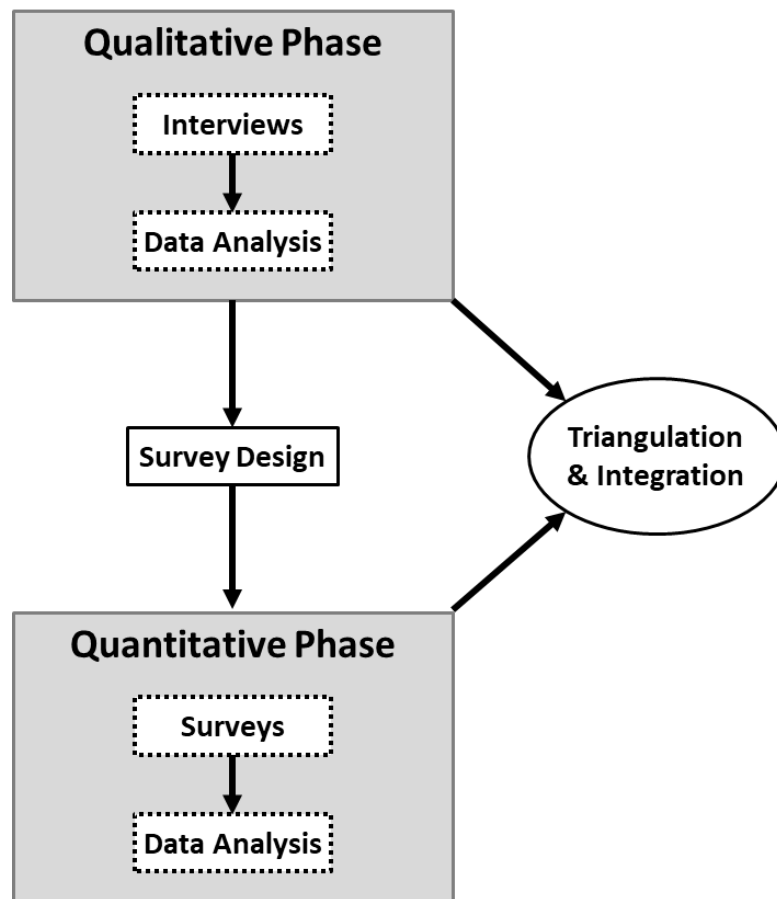 Qualitative Phase
Interviews
Data Analysis
Survey Design
Triangulation
& Integration
Quantitative Phase
Surveys
Data Analysis